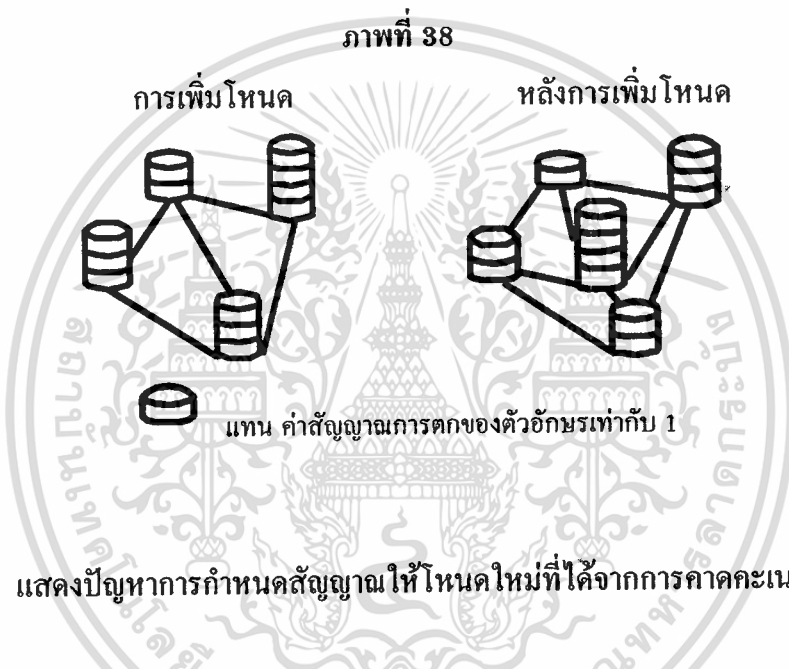 ภาพที่ 38
การเพิ่มโหนด
หลังการเพิ่มโหนด
แทน ค่าสัญญาณการตกของตัวอักษรเท่ากับ 1
แสดงปัญหาการกำหนดสัญญาณให้โหนดใหม่ที่ได้จากการคาดคะเน